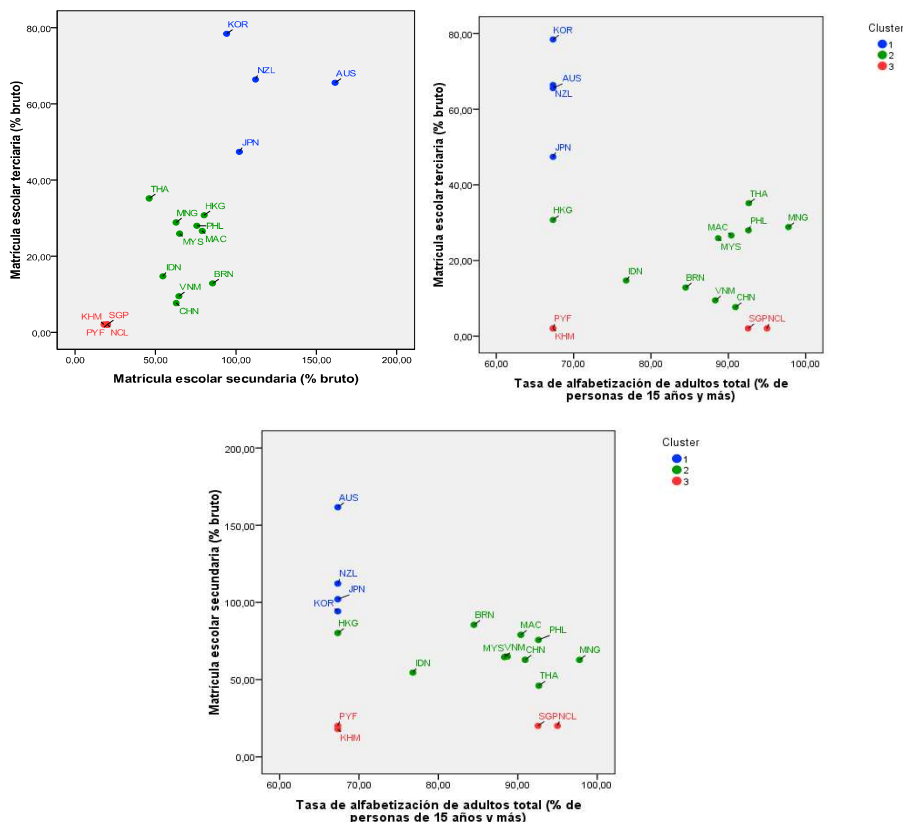 Matrícula escolar terciaria (% bruto)
80,00
60,00
40,00
20,00
0,00
KOR
NZL
AUS
JPN
THA
MNG
HKG
PHL
MYS
MAC
IDN
BRN
VNM
CHN
KHM
SGP
PYF
NCL
0,00 50,00 100,00 150,00 200,00
Matrícula escolar secundaria (% bruto)
Matrícula escolar terciaria (% bruto)
80,00
60,00
40,00
20,00
0,00
KOR
AUS
NZL
JPN
HKG
THA
MNG
PHL
MAC
MYS
IDN
BRN
VNM
CHN
PYF
KHM
SGP
NCL
60,00 70,00 80,00 90,00 100,00
Tasa de alfabetización de adultos total (% de
personas de 15 años y más)
Cluster
1
2
3
Matrícula escolar secundaria (% bruto)
200,00
150,00
100,00
50,00
0,00
AUS
NZL
JPN
KOR
HKG
BRN
MAC
PHL
MYS
VNM
CHN
MNG
IDN
THA
PYF
KHM
SGP
NCL
60,00 70,00 80,00 90,00 100,00
Tasa de alfabetización de adultos total (% de
personas de 15 años y más)
Cluster
1
2
3